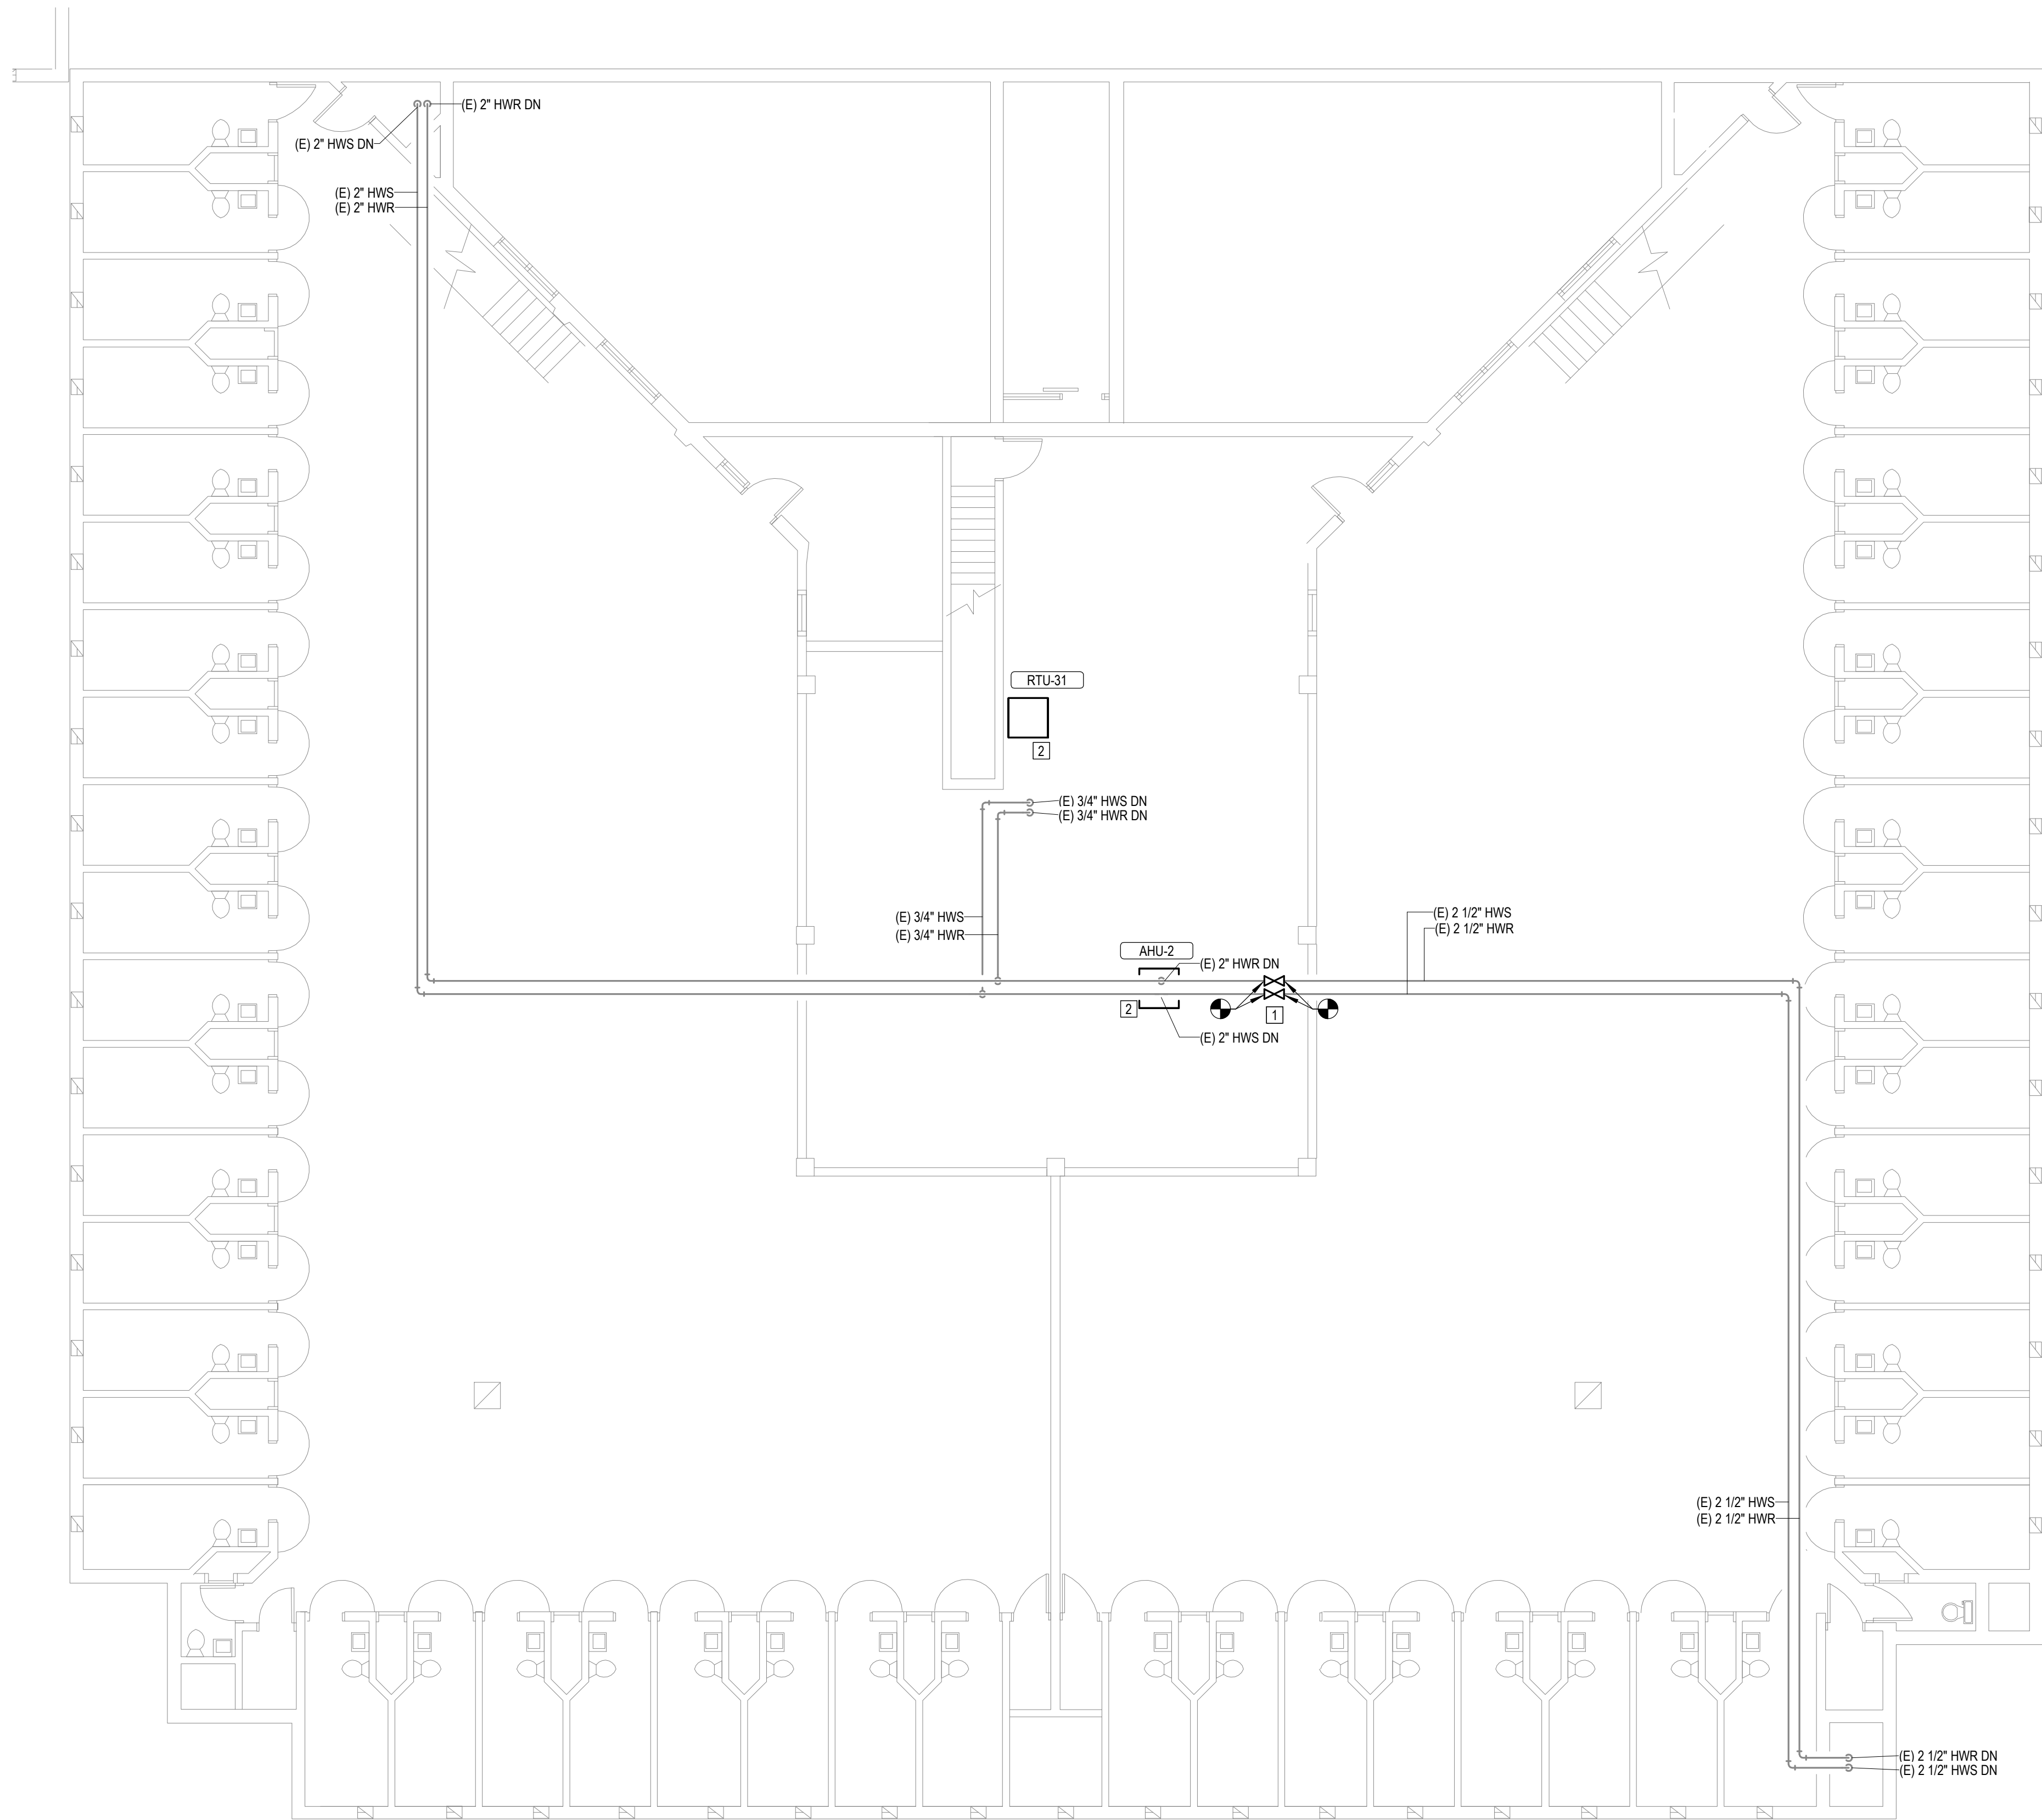 (E) 2" HWR DN
(E) 2" HWS DN
(E) 2" HWS
(E) 2" HWR
RTU-31
2
(E) 3/4" HWS DN
(E) 3/4" HWR DN
(E) 3/4" HWS
(E) 3/4" HWR
(E) 2 1/2" HWS
(E) 2 1/2" HWR
AHU-2
(E) 2" HWR DN
2
1
(E) 2" HWS DN
(E) 2 1/2" HWS
(E) 2 1/2" HWR
(E) 2 1/2" HWR DN
(E) 2 1/2" HWS DN